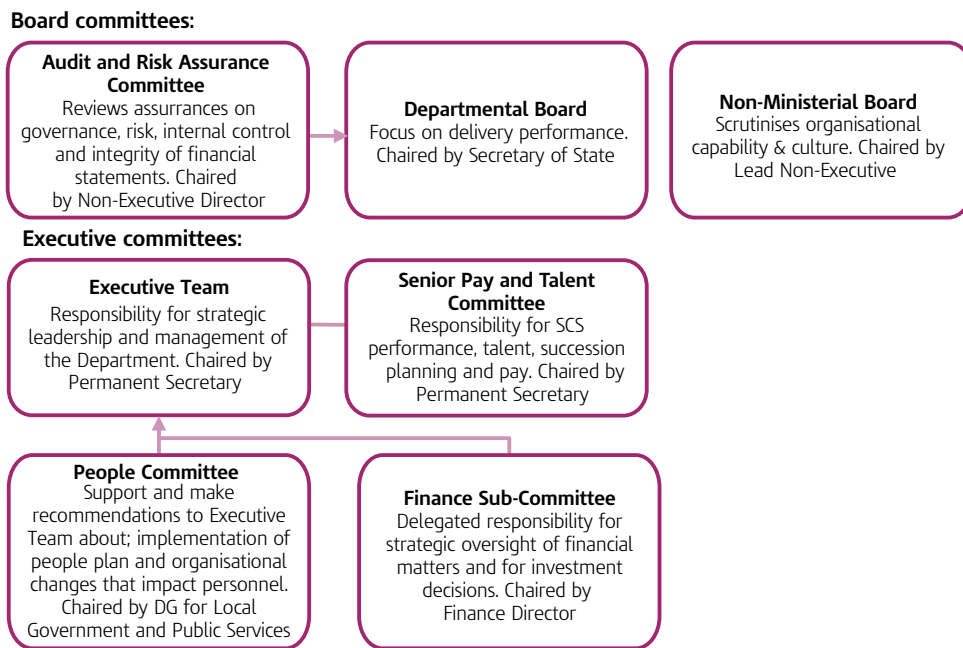 Board committees:
Audit and Risk Assurance
Committee
Reviews assurrances on
governance, risk, internal control
and integrity of financial
statements. Chaired
by Non-Executive Director
Departmental Board
Focus on delivery performance.
Chaired by Secretary of State
Non-Ministerial Board
Scrutinises organisational
capability & culture. Chaired by
Lead Non-Executive
Executive committees:
Executive Team
Responsibility for strategic
leadership and management of
the Department. Chaired by
Permanent Secretary
Senior Pay and Talent
Committee
Responsibility for SCS
performance, talent, succession
planning and pay. Chaired by
Permanent Secretary
People Committee
Support and make
recommendations to Executive
Team about; implementation of
people plan and organisational
changes that impact personnel.
Chaired by DG for Local
Government and Public Services
Finance Sub-Committee
Delegated responsibility for
strategic oversight of financial
matters and for investment
decisions. Chaired by
Finance Director